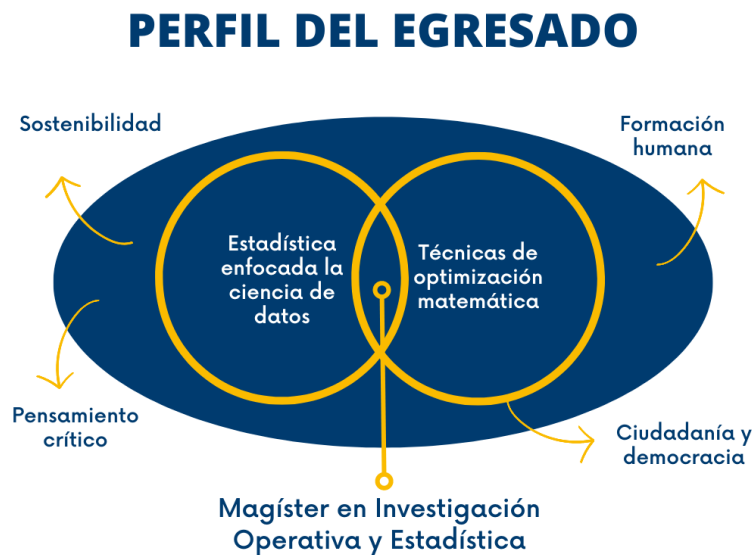 PERFIL DEL EGRESADO
Sostenibilidad
Formación
humana
Estadística
enfocada la
ciencia de
datos
Técnicas de
optimización
matemática
Pensamiento
crítico
Ciudadanía y
democracia
Magíster en Investigación
Operativa y Estadística